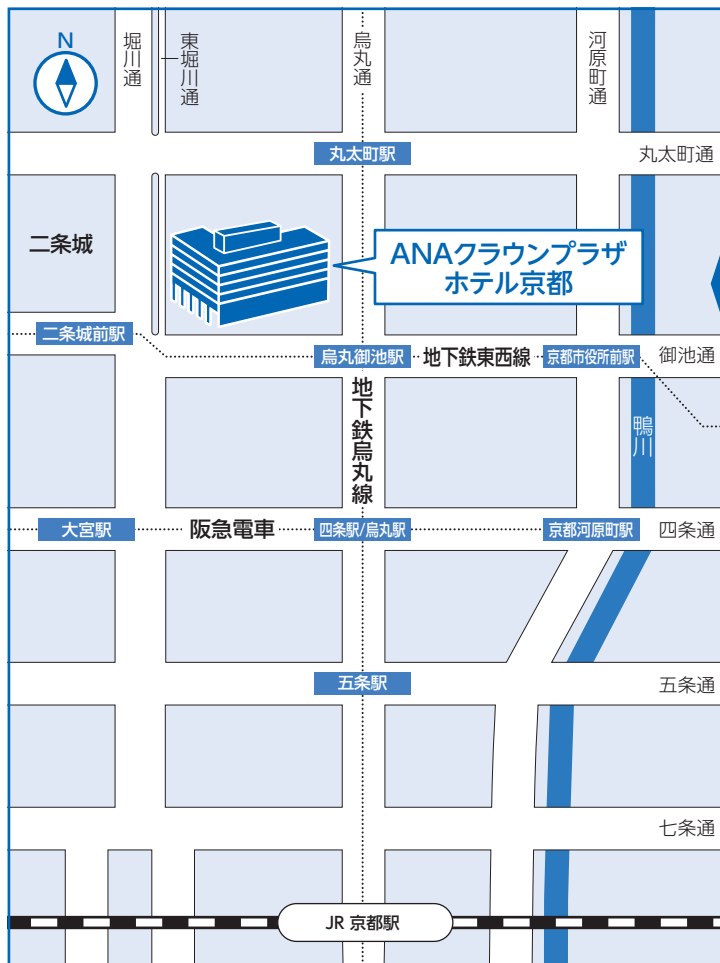 N
堀川通
東堀川通
烏丸通
河原町通
丸太町駅
丸太町通
二条城
ANAクラウンプラザ
ホテル京都
二条城前駅
烏丸御池駅
地下鉄東西線
京都市役所前駅
御池通
地下鉄烏丸線
鴨川
大宮駅
阪急電車
四条駅/烏丸駅
京都河原町駅
四条通
五条駅
五条通
七条通
JR 京都駅